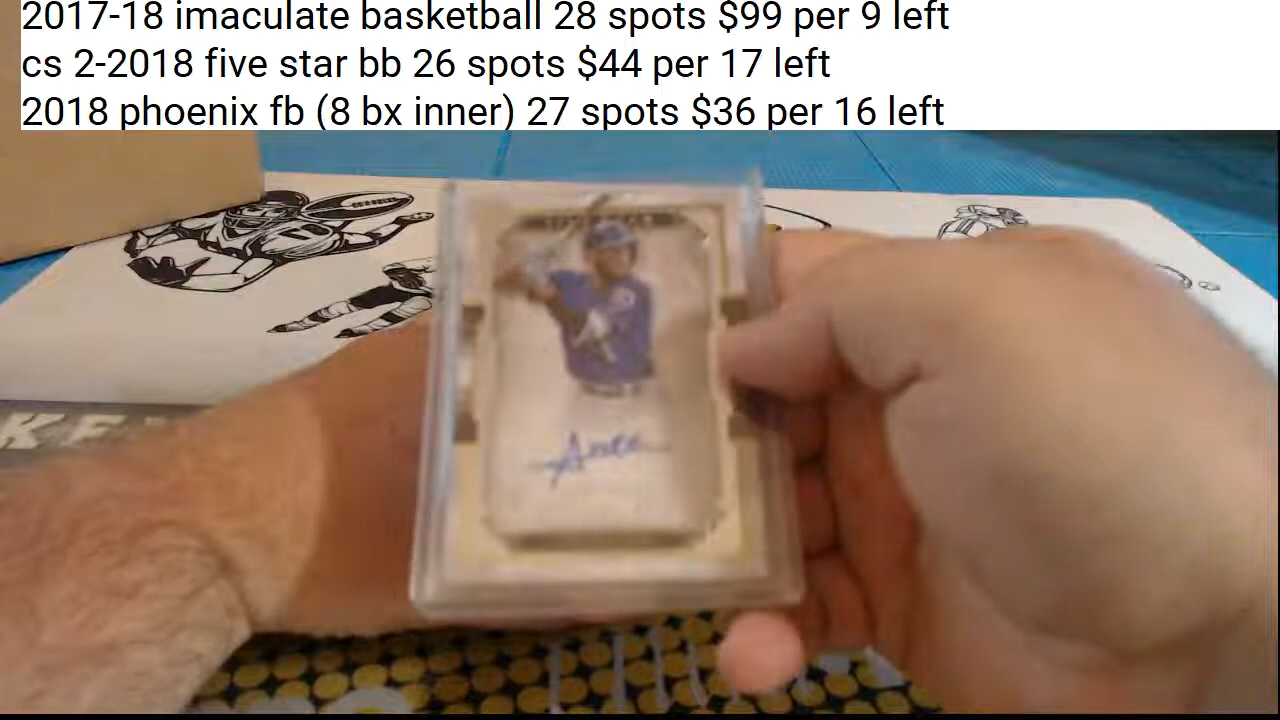 2017-18 imaculate basketball 28 spots $99 per 9 left
cs 2-2018 five star bb 26 spots $44 per 17 left
2018 phoenix fb (8 bx inner) 27 spots $36 per 16 left